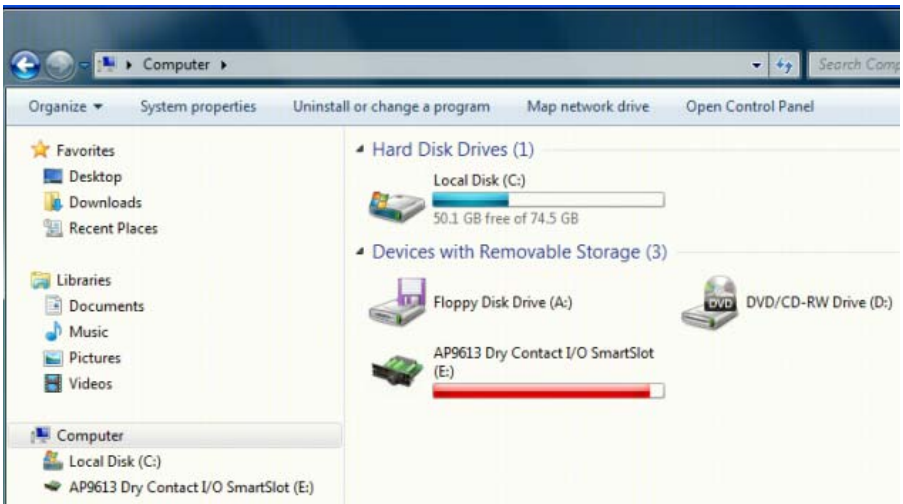 Computer
Search Comp
Organize
System properties
Uninstall or change a program
Map network drive
Open Control Panel
Favorites
Desktop
Downloads
Recent Places
Libraries
Documents
Music
Pictures
Videos
Computer
Local Disk (C:)
AP9613 Dry Contact I/O SmartSlot (E:)
Hard Disk Drives (1)
Local Disk (C:)
50.1 GB free of 74.5 GB
Devices with Removable Storage (3)
Floppy Disk Drive (A:)
DVD
DVD/CD-RW Drive (D:)
AP9613 Dry Contact I/O SmartSlot
(E:)